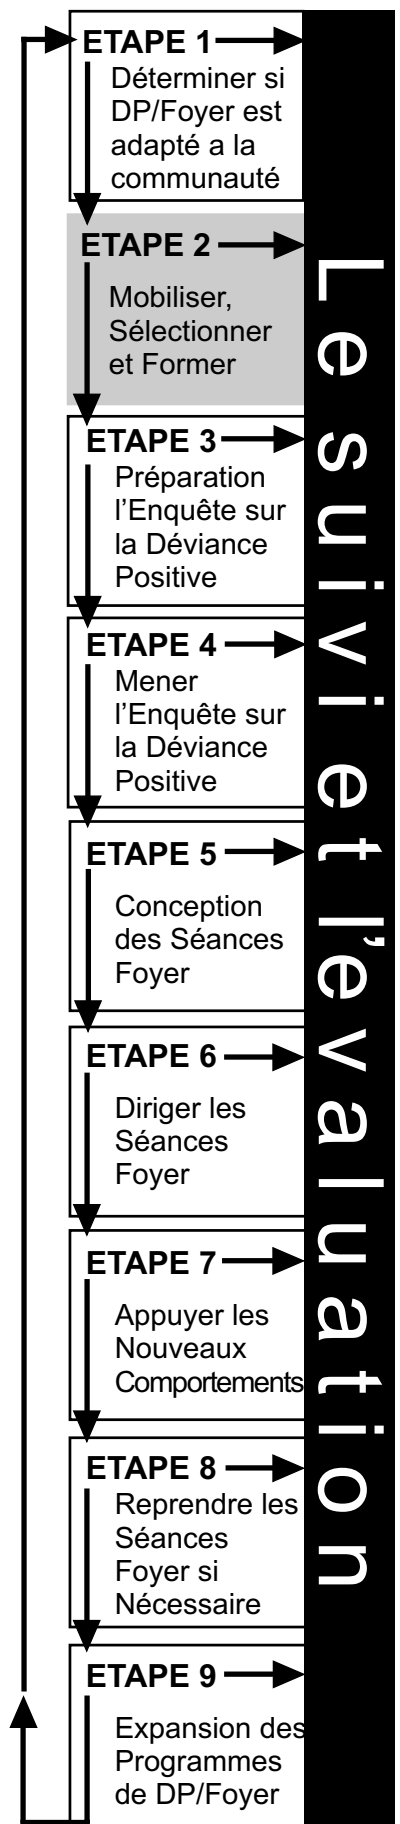 ETAPE 1
Déterminer si
DP/Foyer est
adapté a la
communauté
ETAPE 2
Mobiliser,
Sélectionner
et Former
ETAPE 3
Préparation
l’Enquête sur
la Déviance
Positive
ETAPE 4
Mener
l’Enquête sur
la Déviance
Positive
ETAPE 5
Conception
des Séances
Foyer
ETAPE 6
Diriger les
Séances
Foyer
ETAPE 7
Appuyer les
Nouveaux
Comportements
ETAPE 8
Reprendre les
Séances
Foyer si
Nécessaire
ETAPE 9
Expansion des
Programmes
de DP/Foyer
Le suivi et l’evaluation